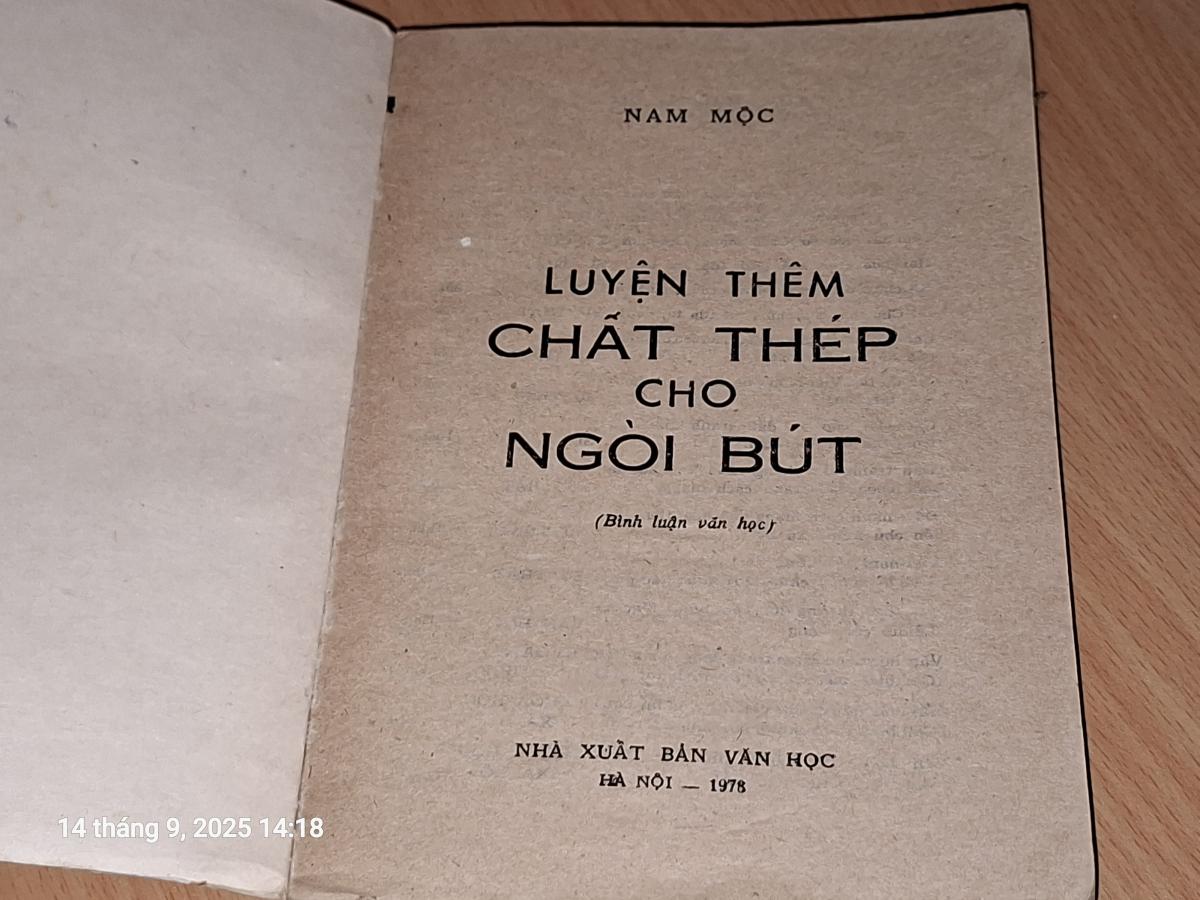 NAM MỘC
LUYỆN THÊM
CHẤT THÉP
CHO
NGÒI BÚT
(Bình luận văn học)
NHÀ XUẤT BẢN VĂN HỌC
HÀ NỘI — 1978
14 tháng 9, 2025 14:18